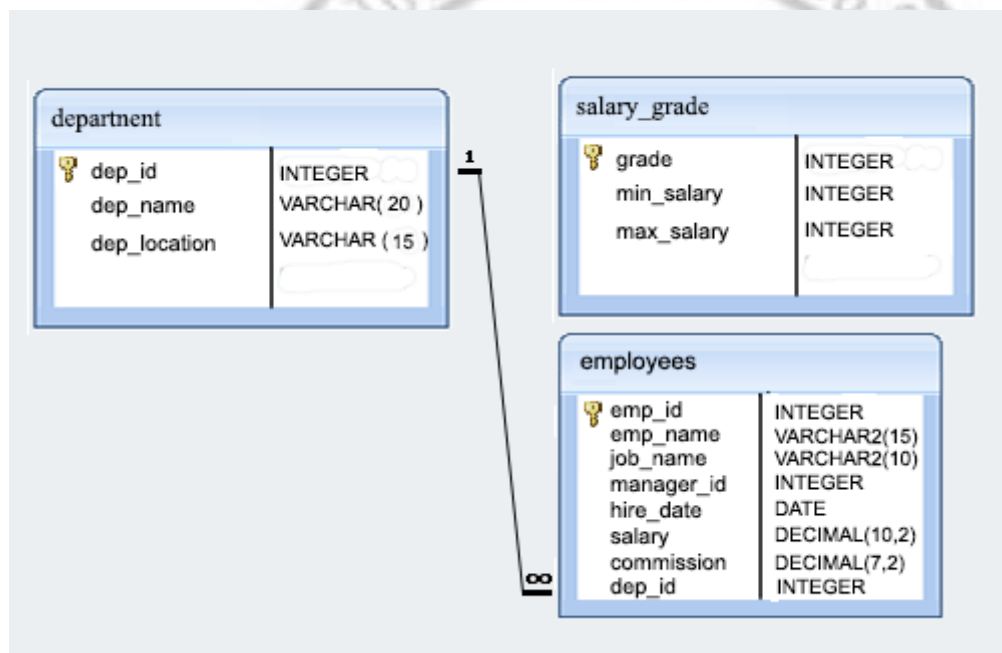 departnent
dep_id INTEGER
dep_name VARCHAR( 20 )
dep_location VARCHAR ( 15 )
1
salary_grade
grade INTEGER
min_salary INTEGER
max_salary INTEGER
employees
emp_id INTEGER
emp_name VARCHAR2(15)
job_name VARCHAR2(10)
manager_id INTEGER
hire_date DATE
salary DECIMAL(10,2)
commission DECIMAL(7,2)
dep_id INTEGER
∞